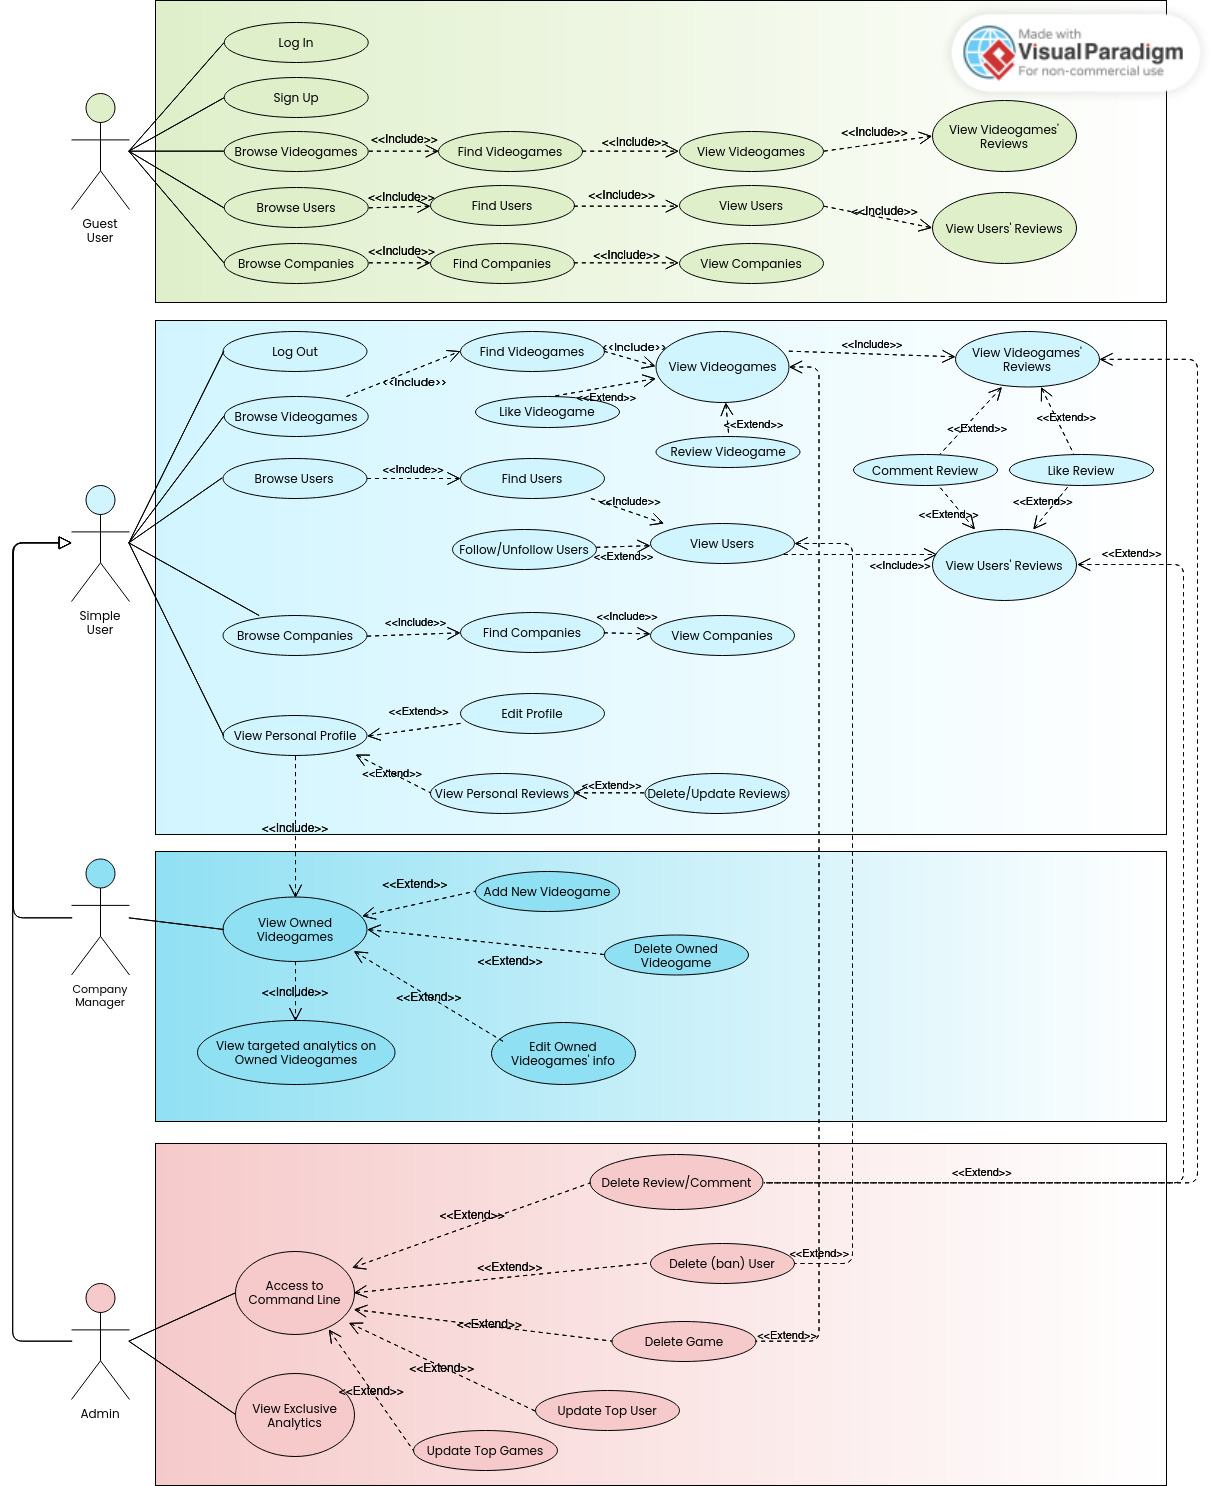 Made with
Visual Paradigm
For non-commercial use
Log In
Sign Up
Guest
User
Browse Videogames
<<Include>>
Find Videogames
<<Include>>
View Videogames
<<Include>>
View Videogames'
Reviews
Browse Users
<<Include>>
Find Users
<<Include>>
View Users
<<Include>>
View Users' Reviews
Browse Companies
<<Include>>
Find Companies
<<Include>>
View Companies
Simple
User
Log Out
Browse Videogames
<<Include>>
Find Videogames
<<Include>>
View Videogames
<<Include>>
View Videogames'
Reviews
Like Videogame
<<Extend>>
Review Videogame
<<Extend>>
Comment Review
<<Extend>>
Like Review
<<Extend>>
<<Extend>>
<<Extend>>
Browse Users
<<Include>>
Find Users
<<Include>>
Follow/Unfollow Users
<<Extend>>
View Users
<<Include>>
View Users' Reviews
<<Extend>>
Browse Companies
<<Include>>
Find Companies
<<Include>>
View Companies
View Personal Profile
<<Extend>>
Edit Profile
<<Extend>>
View Personal Reviews
<<Extend>>
Delete/Update Reviews
<<Include>>
Company
Manager
View Owned
Videogames
<<Extend>>
Add New Videogame
<<Extend>>
Delete Owned
Videogame
<<Include>>
<<Extend>>
View targeted analytics on
Owned Videogames
Edit Owned
Videogames' info
Admin
Access to
Command Line
<<Extend>>
Delete Review/Comment
<<Extend>>
<<Extend>>
Delete (ban) User
<<Extend>>
<<Extend>>
Delete Game
<<Extend>>
<<Extend>>
Update Top User
<<Extend>>
Update Top Games
View Exclusive
Analytics